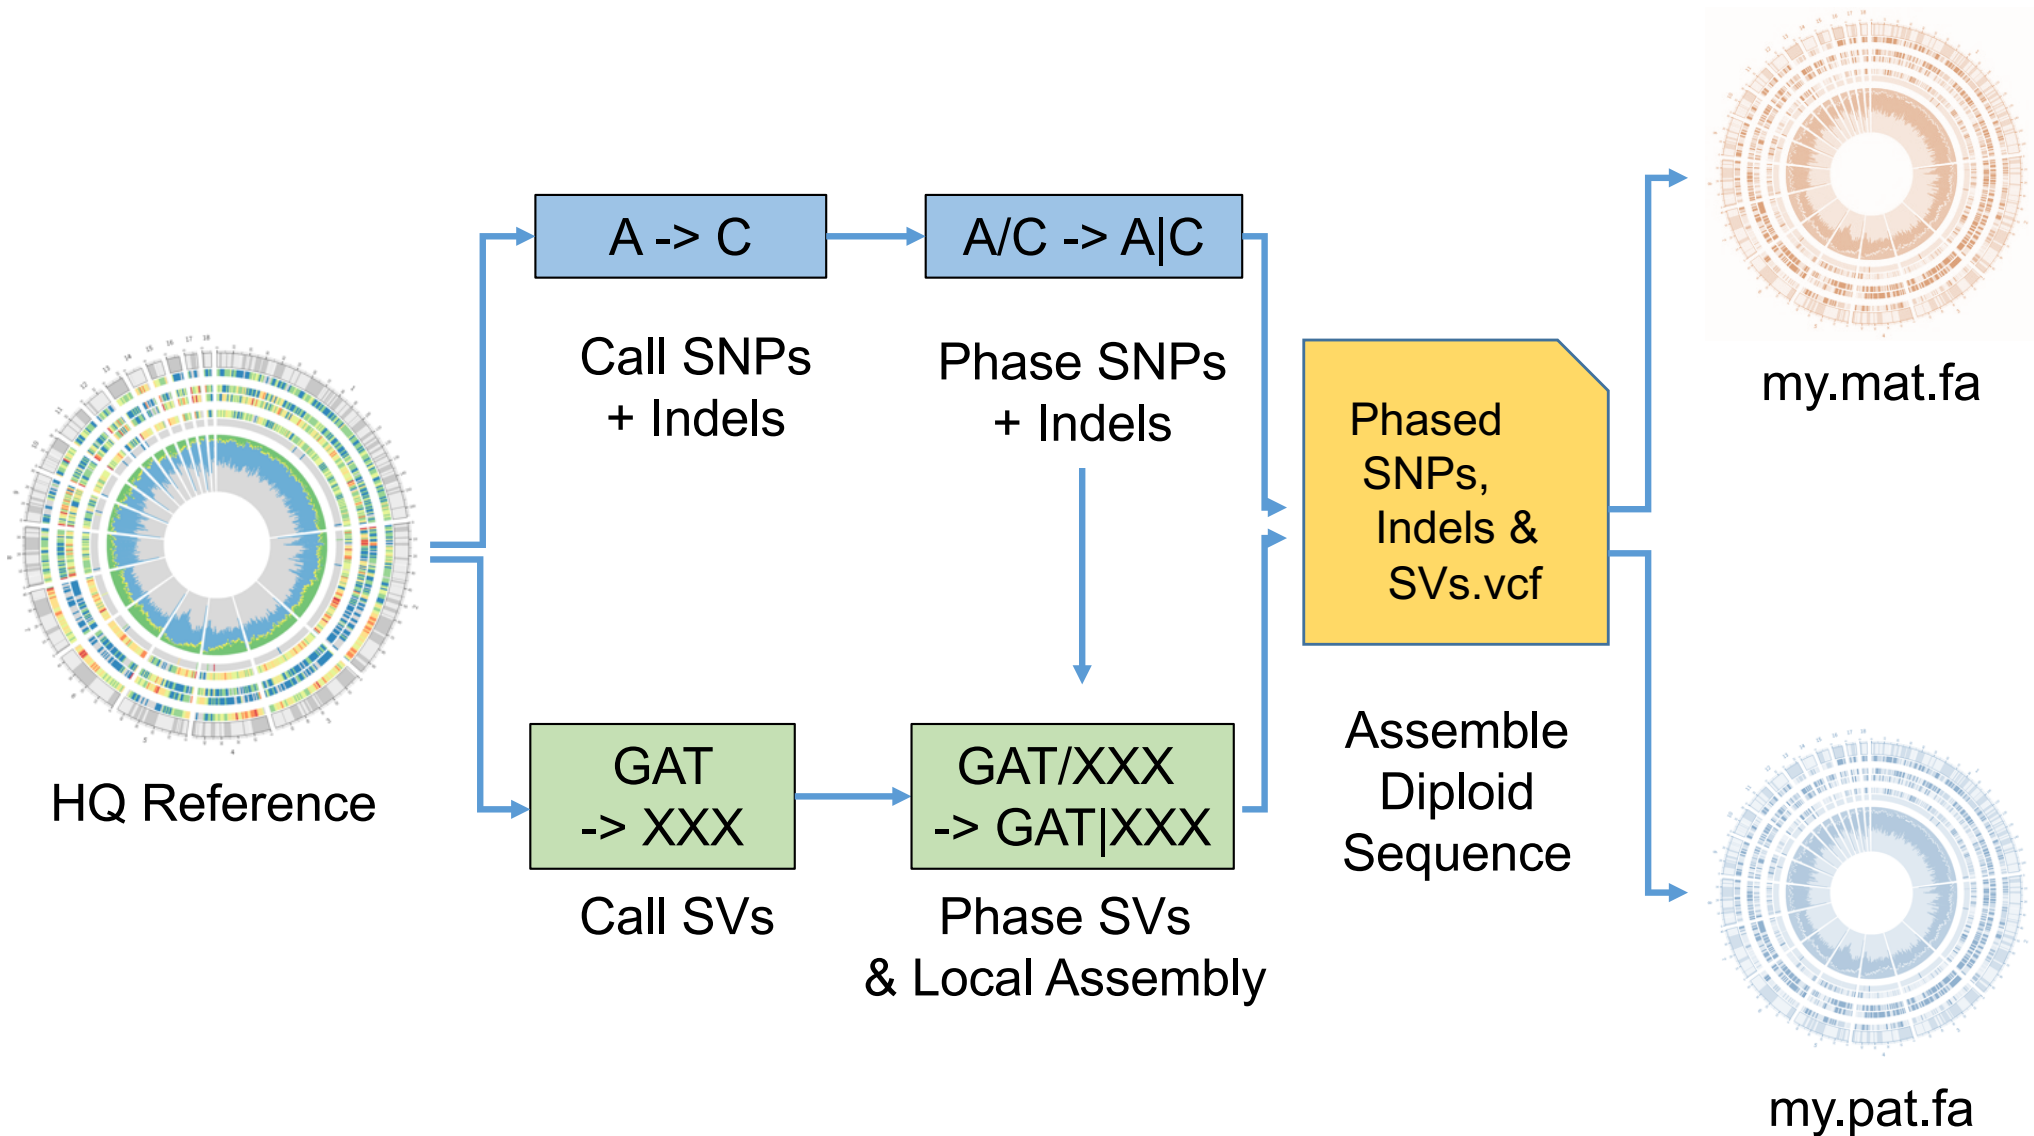 HQ Reference
A -> C
Call SNPs
+ Indels
A/C -> A|C
Phase SNPs
+ Indels
GAT
-> XXX
Call SVs
GAT/XXX
-> GAT|XXX
Phase SVs
& Local Assembly
Phased
SNPs,
Indels &
SVs.vcf
Assemble
Diploid
Sequence
my.mat.fa
my.pat.fa